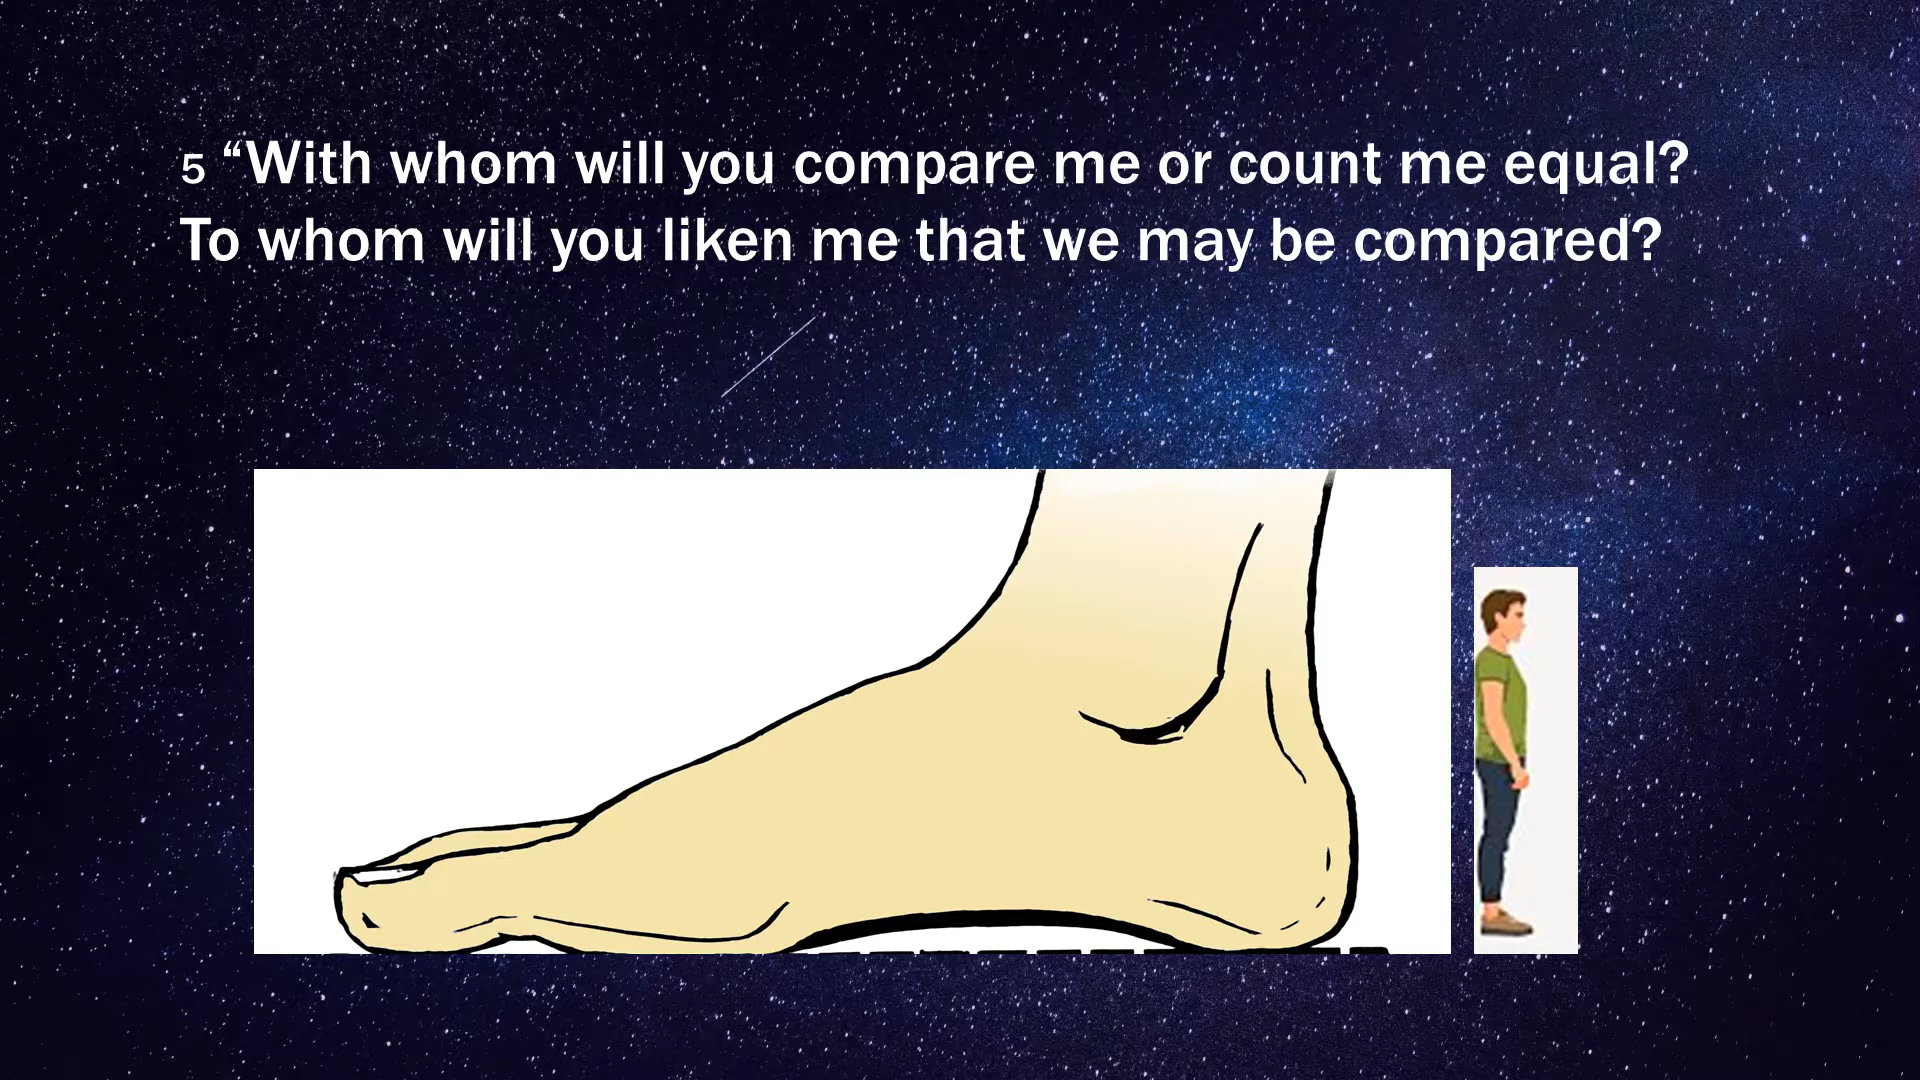 5 “With whom will you compare me or count me equal?
To whom will you liken me that we may be compared?